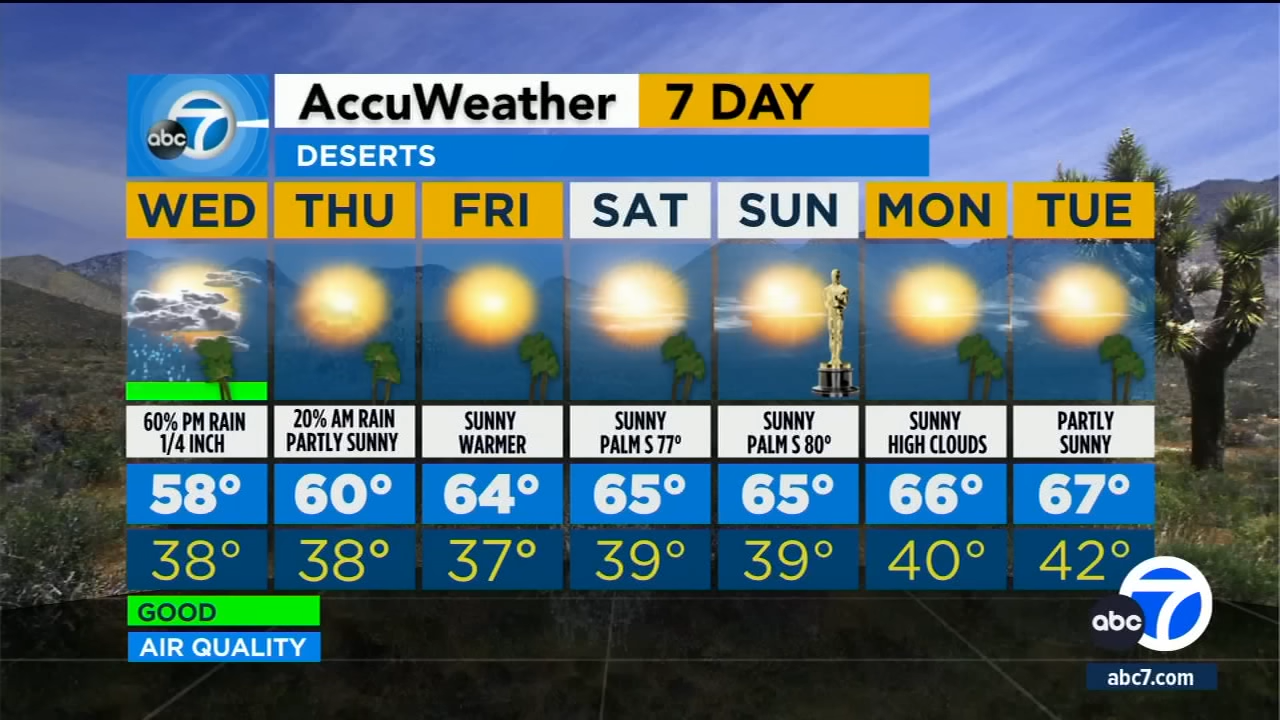 abc 7
AccuWeather 7 DAY
DESERTS
WED THU FRI SAT SUN MON TUE
60% PM RAIN 20% AM RAIN SUNNY SUNNY SUNNY SUNNY PARTLY
1/4 INCH PARTLY SUNNY WARMER PALM S 77° PALM S 80° HIGH CLOUDS SUNNY
58° 60° 64° 65° 65° 66° 67°
38° 38° 37° 39° 39° 40° 42°
GOOD
AIR QUALITY
abc 7
abc7.com